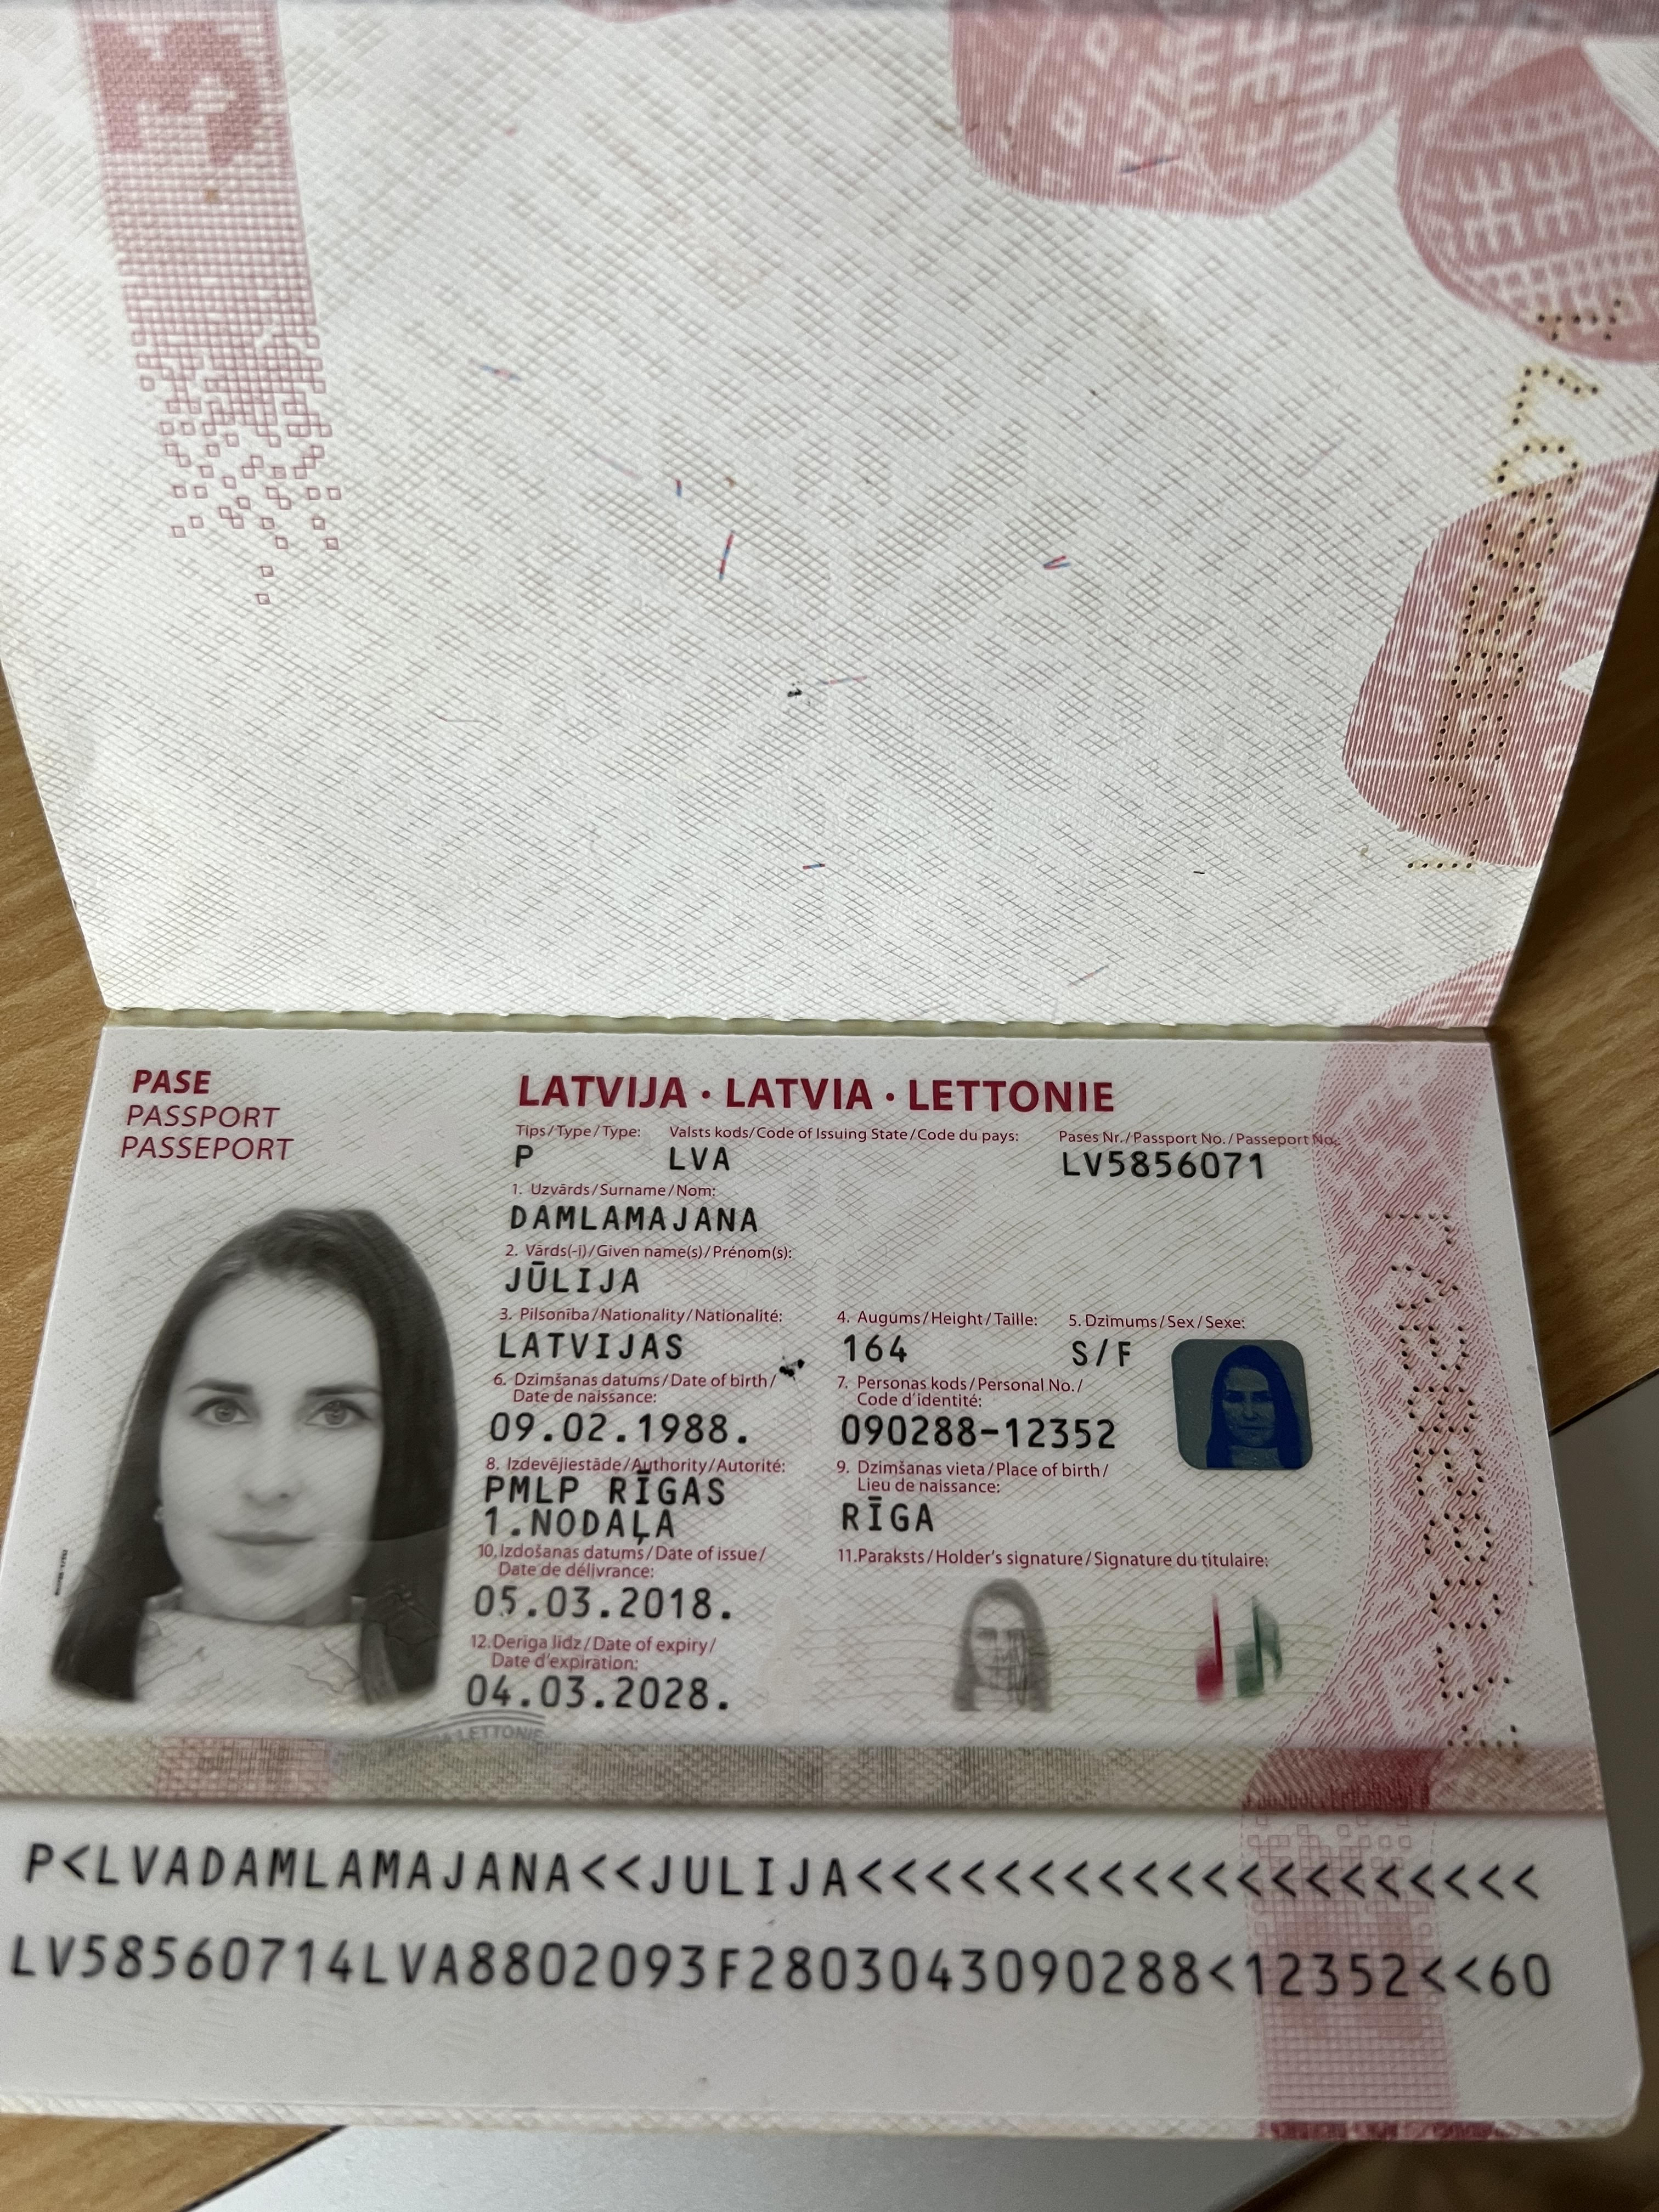 PASE
PASSPORT
PASSEPORT
LATVIJA · LATVIA · LETTONIE
Tips/Type/Type: Valsts kods/Code of Issuing State/Code du pays: Pases Nr./Passport No./Passeport No.:
P LVA LV5856071
1. Uzvārds/Surname/Nom:
DAMLAMAJANA
2. Vārds(-i)/Given name(s)/Prénom(s):
JŪLIJA
3. Pilsonība/Nationality/Nationalité: 4. Augums/Height/Taille: 5. Dzimums/Sex/Sexe:
LATVIJAS 164 S/F
6. Dzimšanas datums/Date of birth/ 7. Personas kods/Personal No./
Date de naissance: Code d'identité:
09.02.1988. 090288-12352
8. Izdevējiestāde/Authority/Autorité: 9. Dzimšanas vieta/Place of birth/
Lieu de naissance:
PMLP RĪGAS
1.NODAĻA RĪGA
10.Izdošanas datums/Date of issue/ 11.Paraksts/Holder's signature/Signature du titulaire:
Date de délivrance:
05.03.2018.
12.Derīga līdz/Date of expiry/
Date d'expiration:
04.03.2028.
LETTONIE
P<LVADAMLAMAJANA<<JULIJA<<<<<<<<<<<<<<<<<<<<
LV58560714LVA8802093F2803043090288<12352<<60